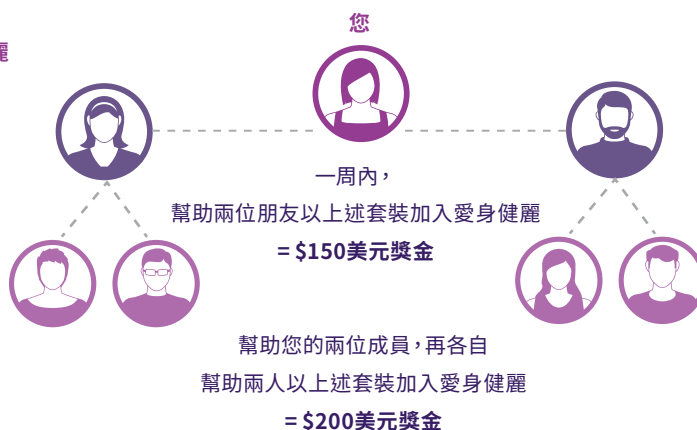 您
麗
一周內，
幫助兩位朋友以上述套裝加入愛身健麗
= $150美元獎金
幫助您的兩位成員，再各自
幫助兩人以上述套裝加入愛身健麗
= $200美元獎金